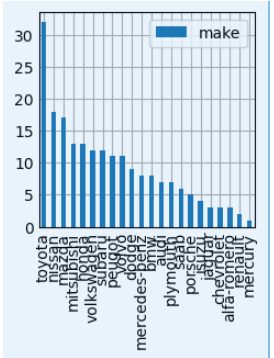 make
30
25
20
15
10
5
0
toyota
nissan
mazda
mitsubishi
honda
volkswagen
subaru
peugot
volvo
dodge
mercedes-benz
bmw
audi
plymouth
saab
porsche
isuzu
jaguar
chevrolet
alfa-romero
renault
mercury